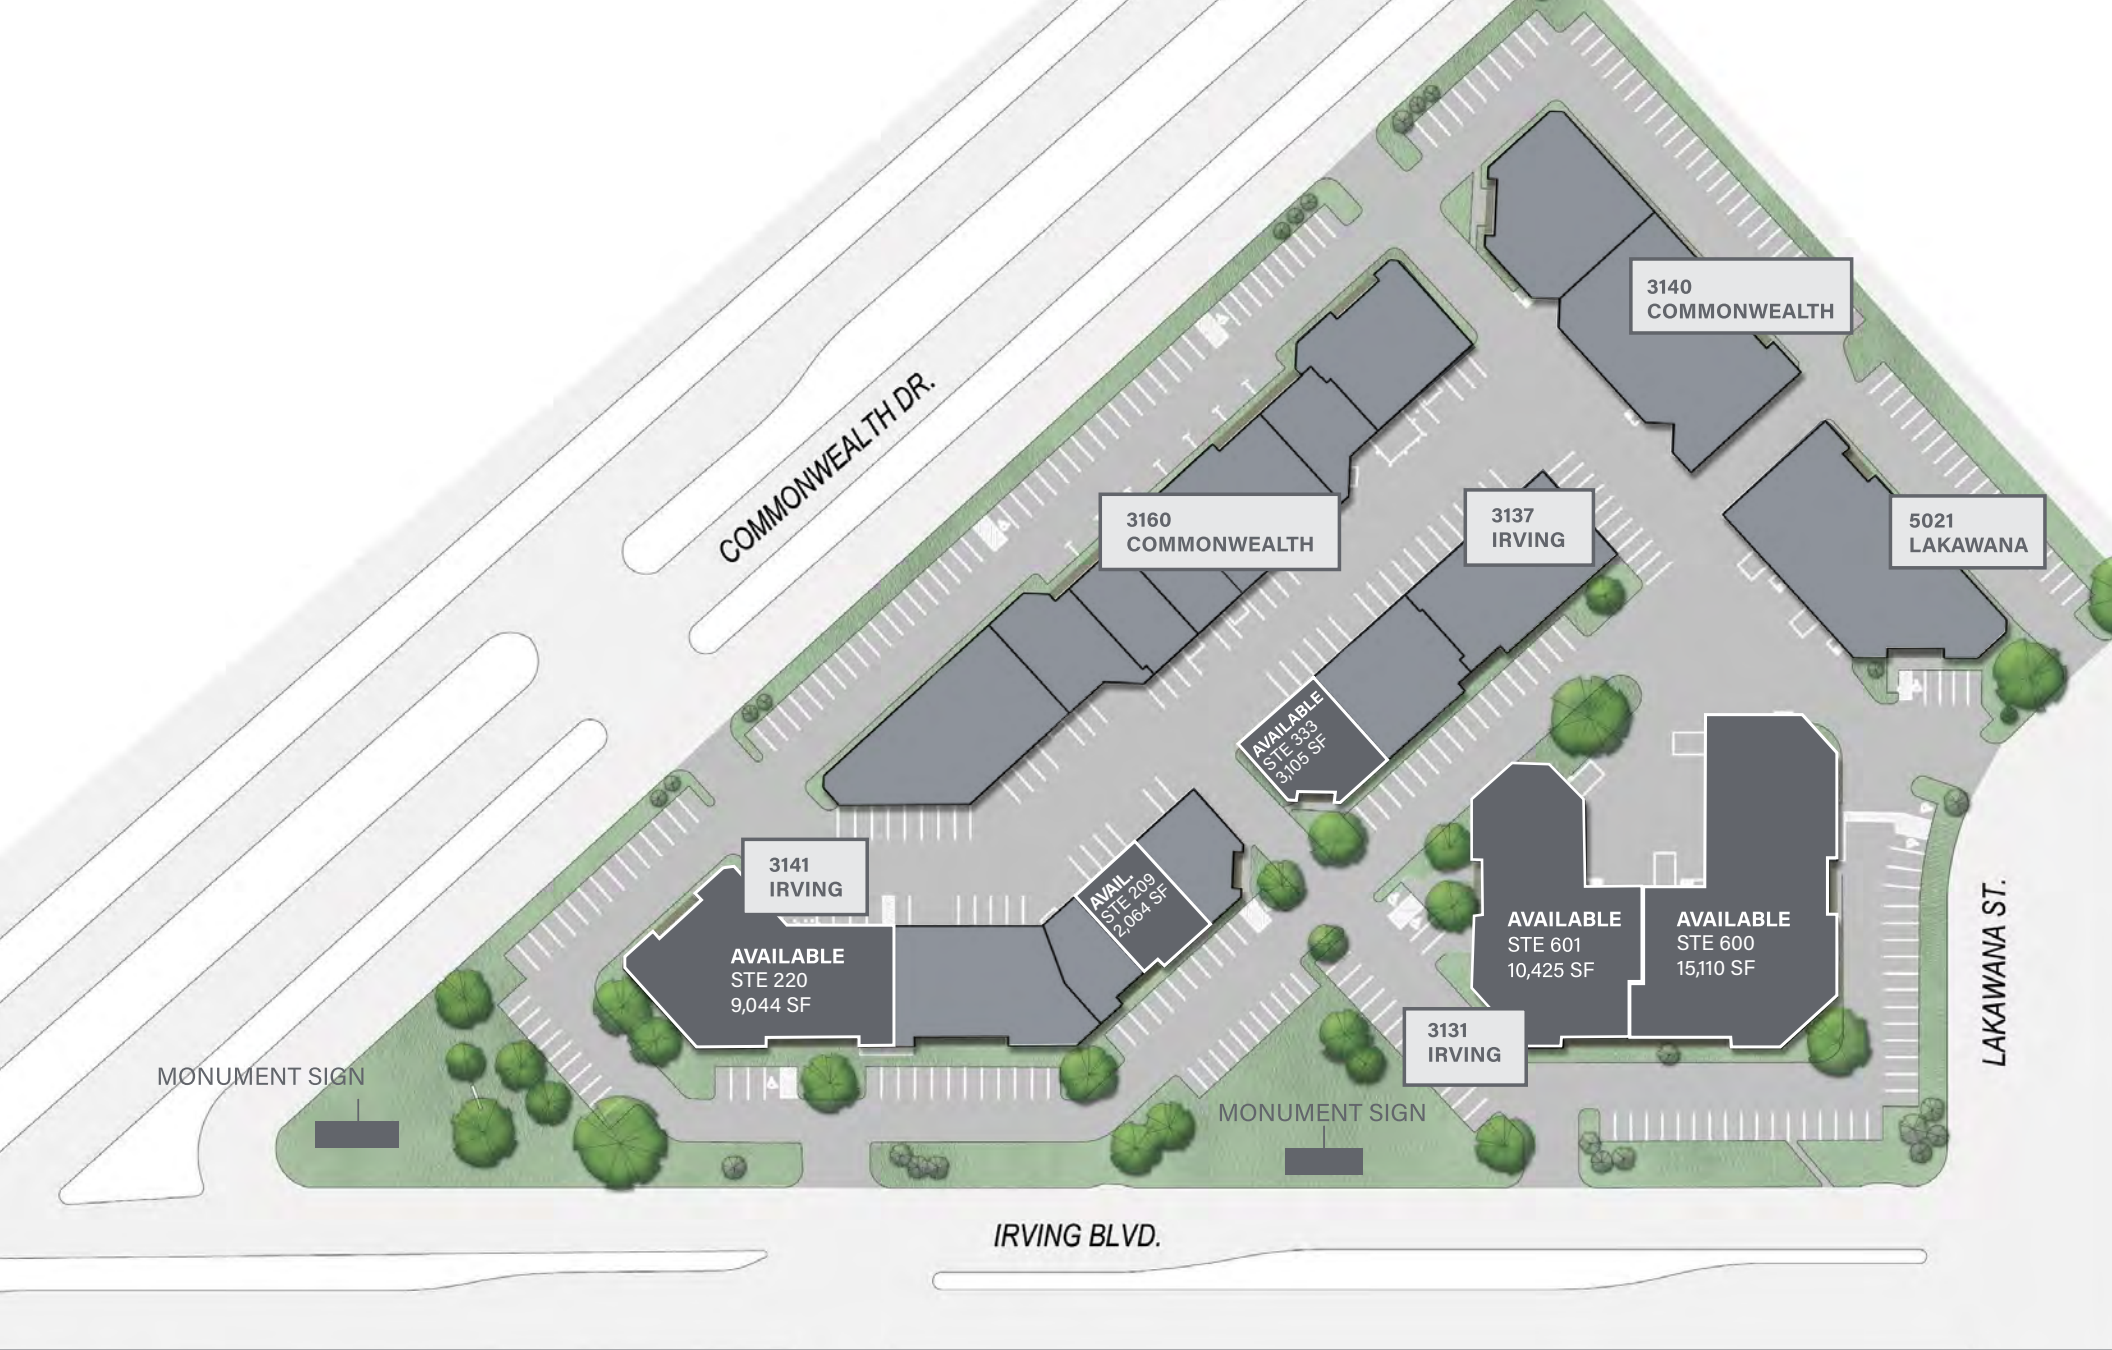 3140
COMMONWEALTH
COMMONWEALTH DR.
3160
COMMONWEALTH
3137
IRVING
5021
LAKAWANA
AVAILABLE
STE 333
3,105 SF
3141
IRVING
AVAIL.
STE 209
2,064 SF
AVAILABLE
STE 220
9,044 SF
AVAILABLE
STE 601
10,425 SF
AVAILABLE
STE 600
15,110 SF
LAKAWANA ST.
3131
IRVING
MONUMENT SIGN
MONUMENT SIGN
IRVING BLVD.